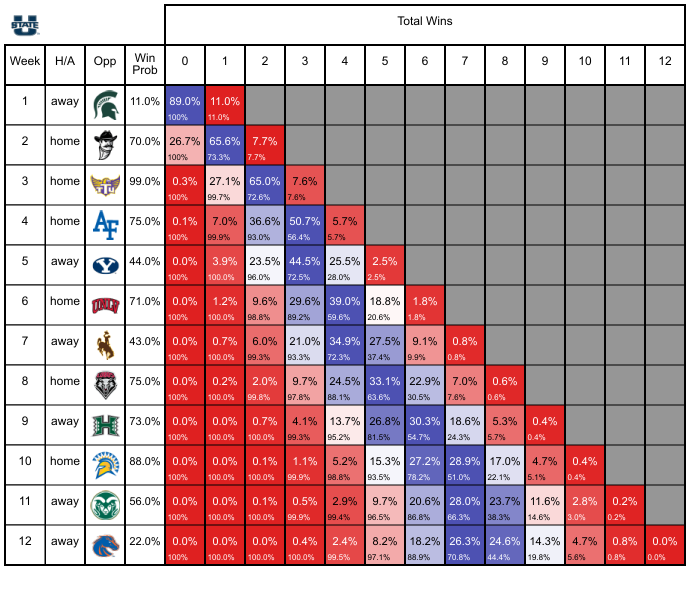 U STATE
Total Wins
Week H/A Opp Win Prob 0 1 2 3 4 5 6 7 8 9 10 11 12
1 away 11.0% 89.0% 11.0%
100% 11.0%
2 home 70.0% 26.7% 65.6% 7.7%
100% 73.3% 7.7%
3 home TTU 99.0% 0.3% 27.1% 65.0% 7.6%
100% 99.7% 72.6% 7.6%
4 home AF 75.0% 0.1% 7.0% 36.6% 50.7% 5.7%
100% 99.9% 93.0% 56.4% 5.7%
5 away Y 44.0% 0.0% 3.9% 23.5% 44.5% 25.5% 2.5%
100% 100.0% 96.0% 72.5% 28.0% 2.5%
6 home UNLV 71.0% 0.0% 1.2% 9.6% 29.6% 39.0% 18.8% 1.8%
100% 100.0% 98.8% 89.2% 59.6% 20.6% 1.8%
7 away 43.0% 0.0% 0.7% 6.0% 21.0% 34.9% 27.5% 9.1% 0.8%
100% 100.0% 99.3% 93.3% 72.3% 37.4% 9.9% 0.8%
8 home 75.0% 0.0% 0.2% 2.0% 9.7% 24.5% 33.1% 22.9% 7.0% 0.6%
100% 100.0% 99.8% 97.8% 88.1% 63.6% 30.5% 7.6% 0.6%
9 away H 73.0% 0.0% 0.0% 0.7% 4.1% 13.7% 26.8% 30.3% 18.6% 5.3% 0.4%
100% 100.0% 100.0% 99.3% 95.2% 81.5% 54.7% 24.3% 5.7% 0.4%
10 home 88.0% 0.0% 0.0% 0.1% 1.1% 5.2% 15.3% 27.2% 28.9% 17.0% 4.7% 0.4%
100% 100.0% 100.0% 99.9% 98.8% 93.5% 78.2% 51.0% 22.1% 5.1% 0.4%
11 away 56.0% 0.0% 0.0% 0.1% 0.5% 2.9% 9.7% 20.6% 28.0% 23.7% 11.6% 2.8% 0.2%
100% 100.0% 100.0% 99.9% 99.4% 96.5% 86.8% 66.3% 38.3% 14.6% 3.0% 0.2%
12 away 22.0% 0.0% 0.0% 0.0% 0.4% 2.4% 8.2% 18.2% 26.3% 24.6% 14.3% 4.7% 0.8% 0.0%
100% 100.0% 100.0% 100.0% 99.5% 97.1% 88.9% 70.8% 44.4% 19.8% 5.6% 0.8% 0.0%